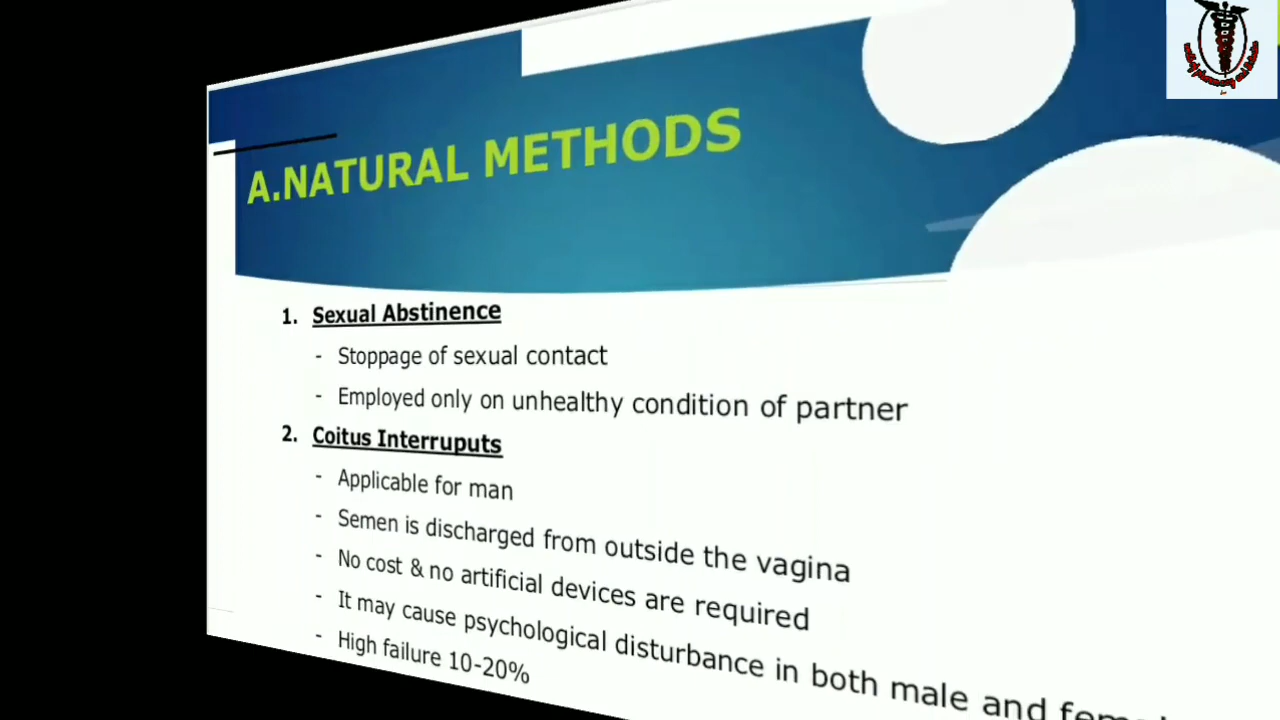 A.NATURAL METHODS
1. Sexual Abstinence
- Stoppage of sexual contact
- Employed only on unhealthy condition of partner
2. Coitus Interruputs
- Applicable for man
- Semen is discharged from outside the vagina
- No cost & no artificial devices are required
- It may cause psychological disturbance in both male and
- High failure 10-20%